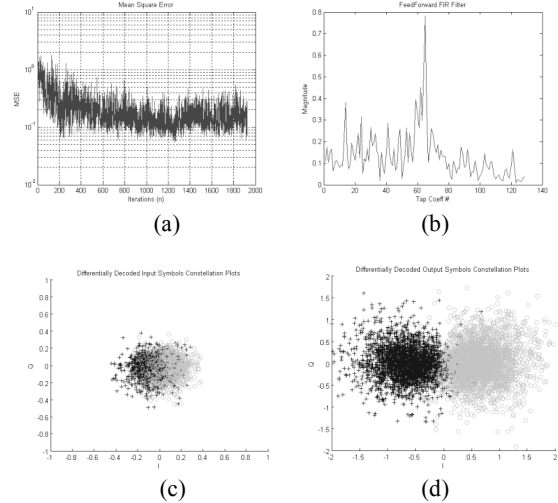 Mean Square Error
MSE
10^1
10^0
10^-1
10^-2
0 200 400 600 800 1000 1200 1400 1600 1800 2000
Iterations (n)
(a)
FeedForward FIR Filter
Magnitude
0.8
0.7
0.6
0.5
0.4
0.3
0.2
0.1
0
0 20 40 60 80 100 120 140
Tap Coeff #
(b)
Differentially Decoded Input Symbols Constellation Plots
Q
1
0.8
0.6
0.4
0.2
0
-0.2
-0.4
-0.6
-0.8
-1
-1 -0.8 -0.6 -0.4 -0.2 0 0.2 0.4 0.6 0.8 1
I
(c)
Differentially Decoded Output Symbols Constellation Plots
Q
2
1.5
1
0.5
0
-0.5
-1
-1.5
-2
-2 -1.5 -1 -0.5 0 0.5 1 1.5 2
I
(d)